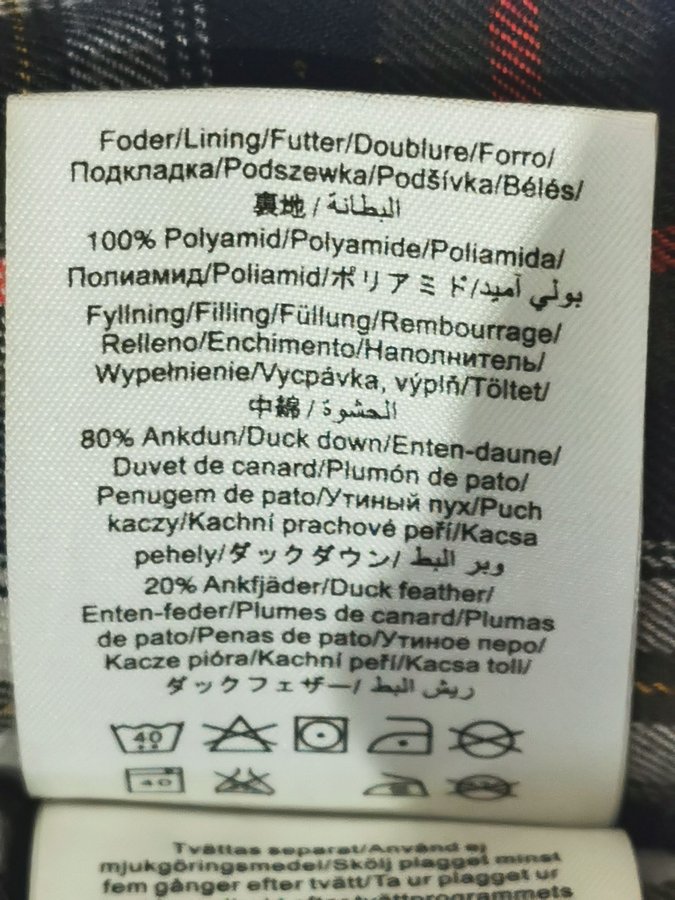 Foder/Lining/Futter/Doublure/Forro/
Подкладка/Podszewka/Podšívka/Bélés/
裏地/البطانة
100% Polyamid/Polyamide/Poliamida/
Полиамид/Poliamid/ポリアミド/بولي آميد
Fyllning/Filling/Füllung/Rembourrage/
Relleno/Enchimento/Наполнитель/
Wypełnienie/Vycpávka, výplň/Töltet/
中綿/الحشوة
80% Ankdun/Duck down/Enten-daune/
Duvet de canard/Plumón de pato/
Penugem de pato/Утиный пух/Puch
kaczy/Kachní prachové peří/Kacsa
pehely/ダックダウン/وبر البط
20% Ankfjäder/Duck feather/
Enten-feder/Plumes de canard/Plumas
de pato/Penas de pato/Утиное перо/
Kacze pióra/Kachní peří/Kacsa toll/
ダックフェザー/ريش البط
40
40
Tvättas separat/Använd ej
mjukgöringsmedel/Skölj plagget minst
fem gånger efter tvätt/Ta ur plagget ur